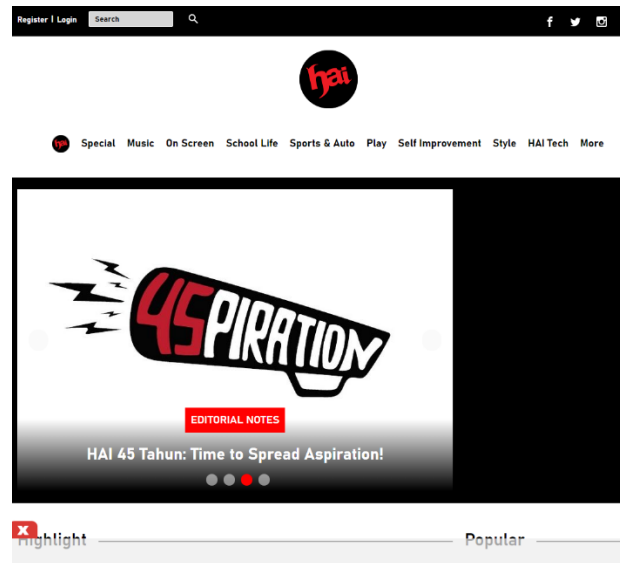 Register | Login Search
hai
hai Special Music On Screen School Life Sports & Auto Play Self Improvement Style HAI Tech More
45PIRATION
EDITORIAL NOTES
HAI 45 Tahun: Time to Spread Aspiration!
X
Highlight Popular